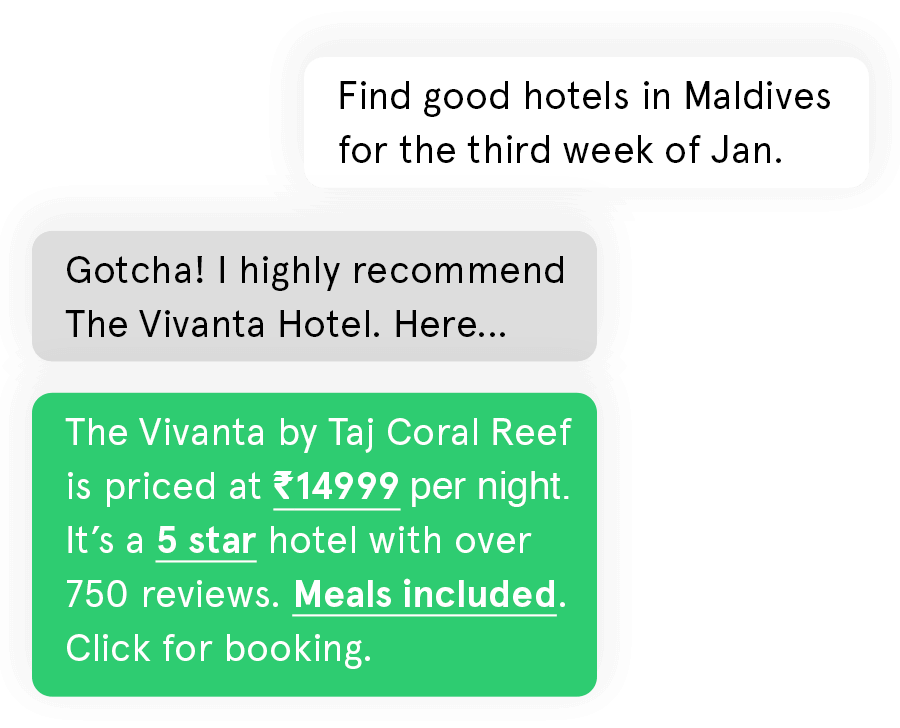 Find good hotels in Maldives
for the third week of Jan.
Gotcha! I highly recommend
The Vivanta Hotel. Here...
The Vivanta by Taj Coral Reef
is priced at ₹14999 per night.
It’s a 5 star hotel with over
750 reviews. Meals included.
Click for booking.